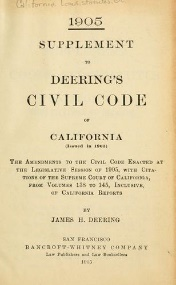 California
1905
SUPPLEMENT
TO
DEERING'S
CIVIL CODE
OF
CALIFORNIA
(Issued in 1903)
THE AMENDMENTS TO THE CIVIL CODE ENACTED AT
THE LEGISLATIVE SESSION OF 1905, WITH CITA-
TIONS OF THE SUPREME COURT OF CALIFORNIA,
FROM VOLUMES 138 TO 145, INCLUSIVE,
OF CALIFORNIA REPORTS
BY
JAMES H. DEERING
SAN FRANCISCO
BANCROFT-WHITNEY COMPANY
Law Publishers and Law Booksellers
1905